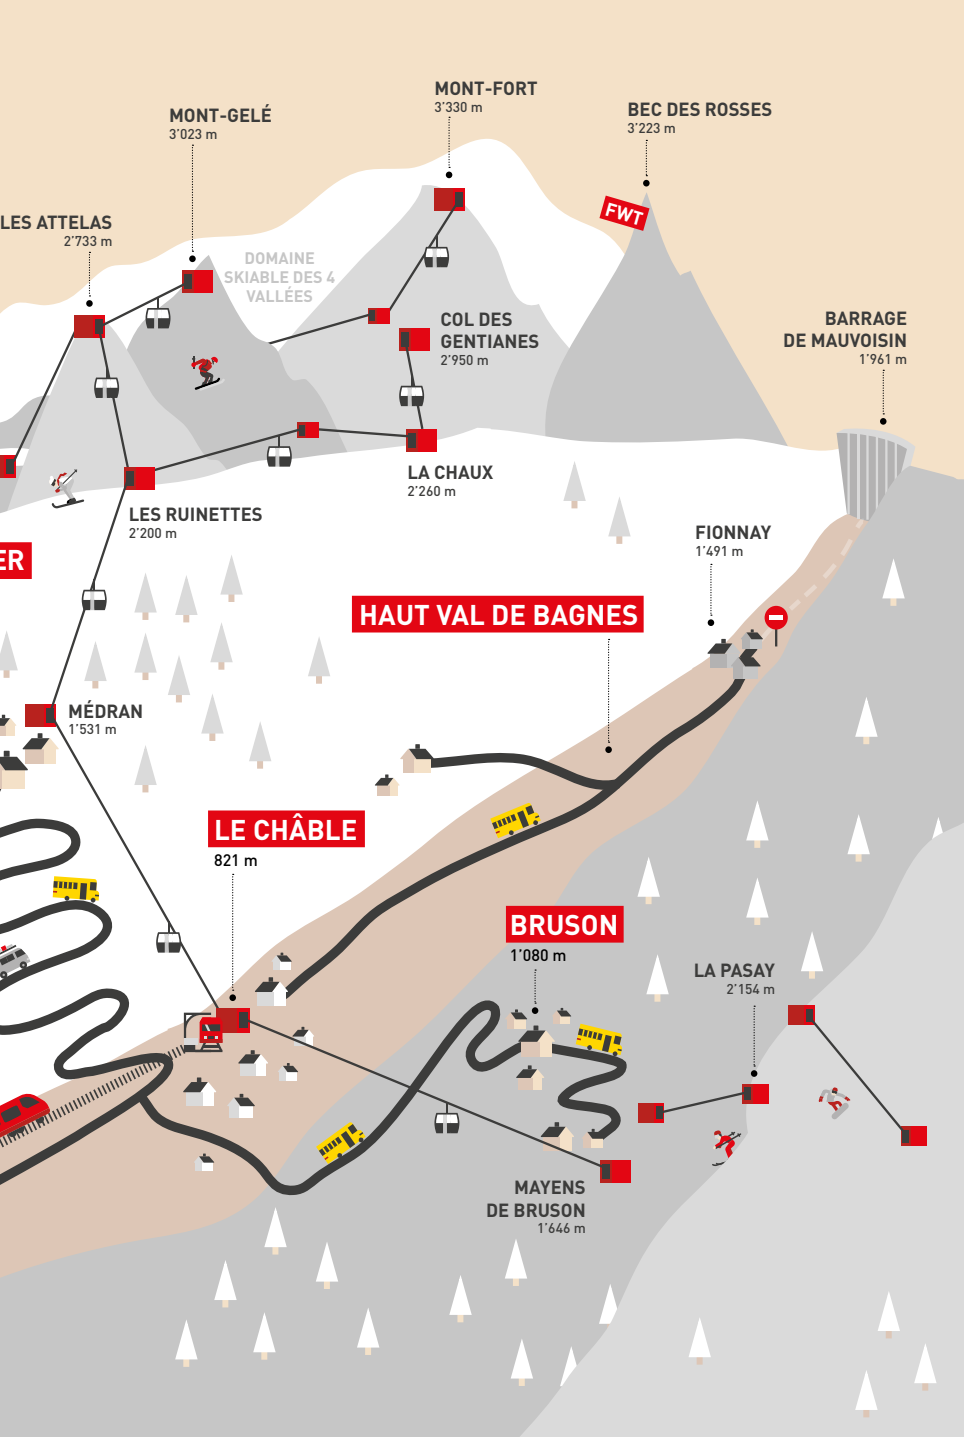 MONT-FORT
3’330 m
MONT-GELÉ
3’023 m
BEC DES ROSSES
3’223 m
FWT
LES ATTELAS
2’733 m
DOMAINE
SKIABLE DES 4
VALLÉES
COL DES
GENTIANES
2’950 m
BARRAGE
DE MAUVOISIN
1’961 m
LA CHAUX
2’260 m
LES RUINETTES
2’200 m
FIONNAY
1’491 m
ER
HAUT VAL DE BAGNES
MÉDRAN
1’531 m
LE CHÂBLE
821 m
BRUSON
1’080 m
LA PASAY
2’154 m
MAYENS
DE BRUSON
1’646 m